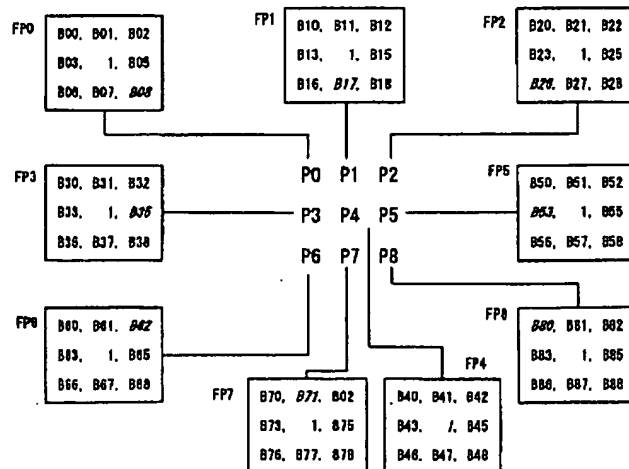 FP0
B00, B01, B02
B03, 1, B05
B06, B07, B08
FP1
B10, B11, B12
B13, 1, B15
B16, B17, B18
FP2
B20, B21, B22
B23, 1, B25
B26, B27, B28
P0 P1 P2
P3 P4 P5
P6 P7 P8
FP3
B30, B31, B32
B33, 1, B35
B36, B37, B38
FP5
B50, B51, B52
B53, 1, B55
B56, B57, B58
FP6
B60, B61, B62
B63, 1, B65
B66, B67, B68
FP8
B80, B81, B82
B83, 1, B85
B86, B87, B88
FP7
B70, B71, B02
B73, 1, B75
B76, B77, B78
FP4
B40, B41, B42
B43, 1, B45
B46, B47, B48